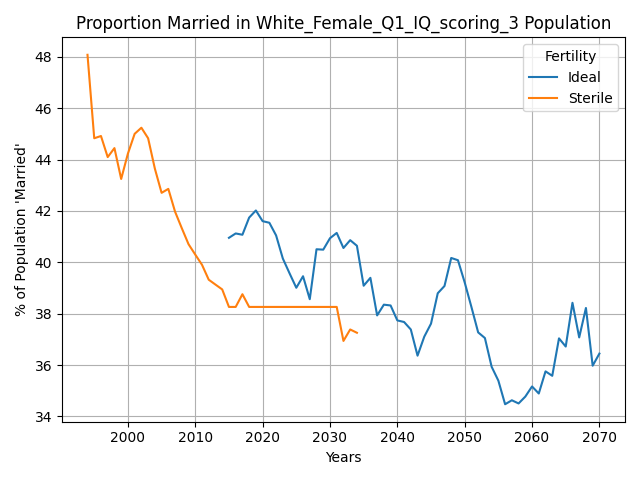 Proportion Married in White_Female_Q1_IQ_scoring_3 Population
Fertility
Ideal
Sterile
% of Population 'Married'
48
46
44
42
40
38
36
34
2000
2010
2020
2030
2040
2050
2060
2070
Years